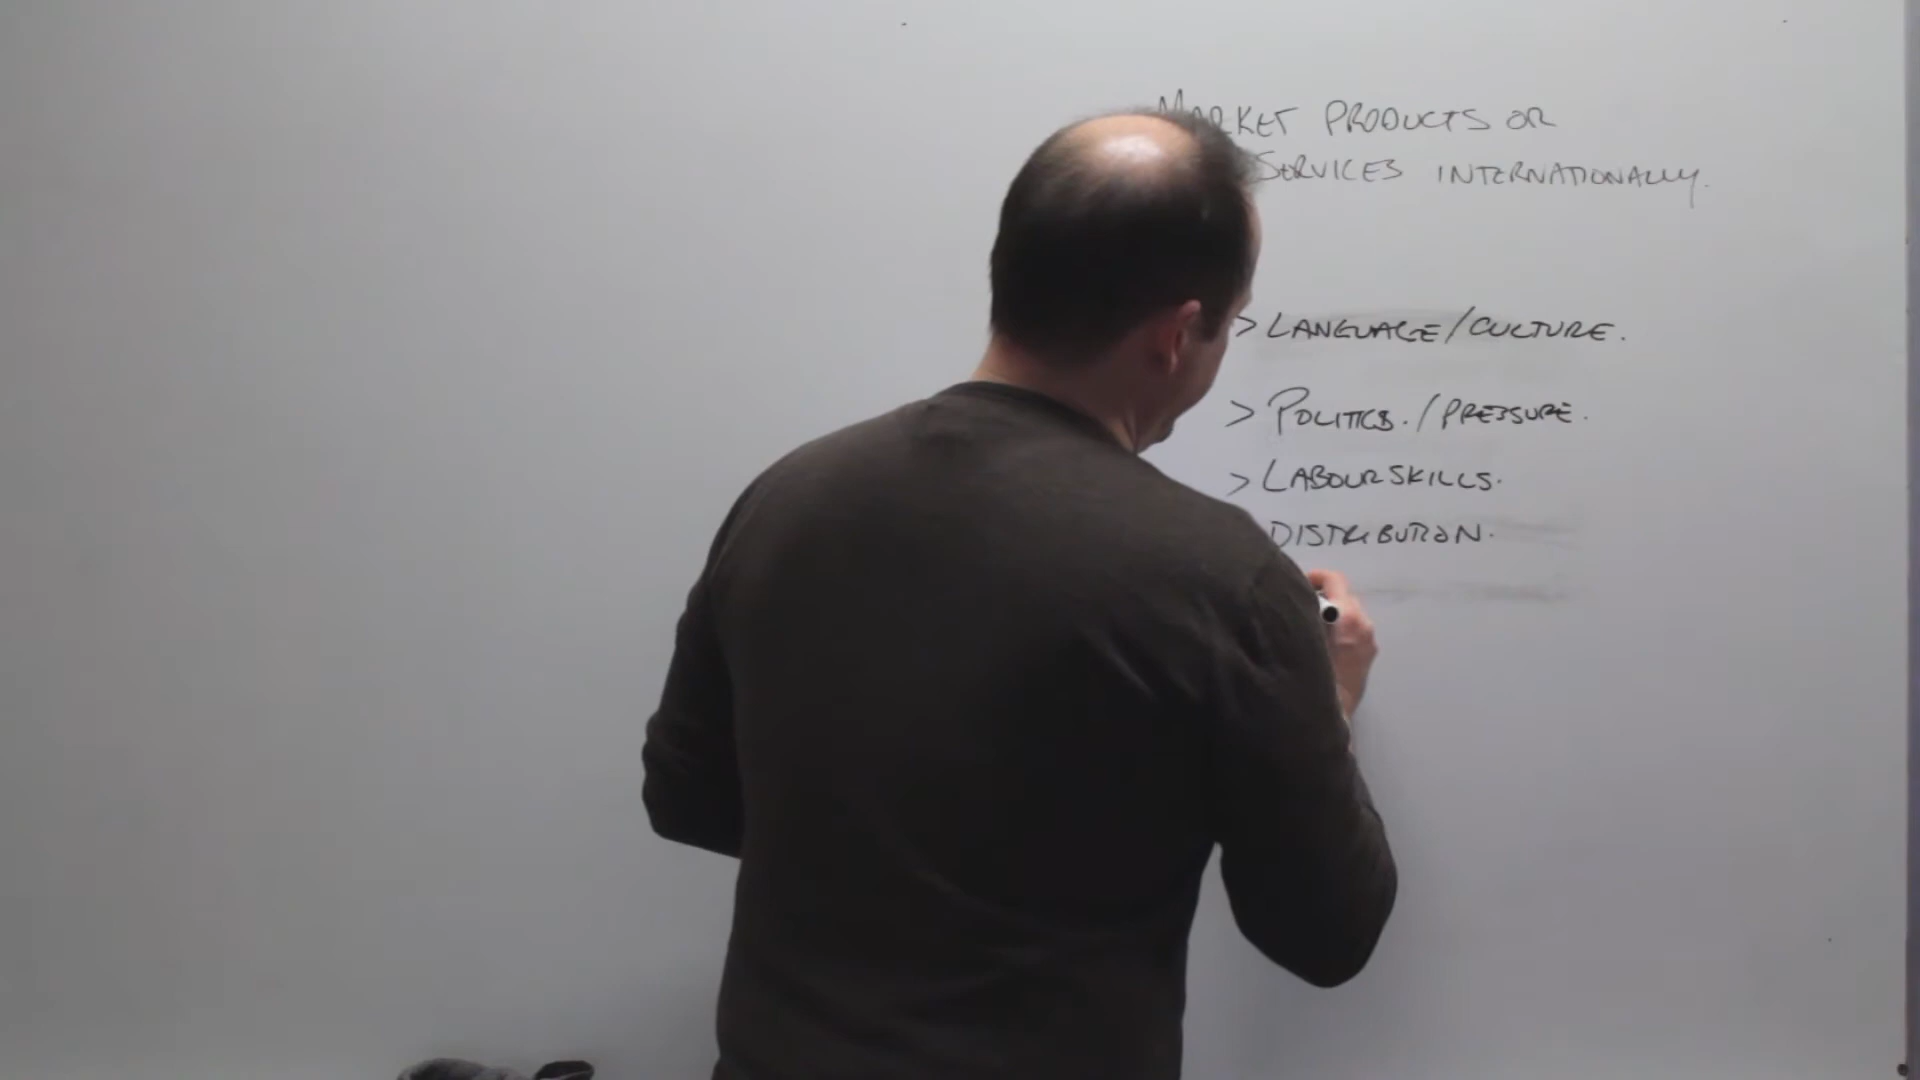 MARKET PRODUCTS OR
SERVICES INTERNATIONALLY.
> LANGUAGE/CULTURE.
> POLITICS./PRESSURE.
> LABOUR SKILLS.
DISTRIBUTION.